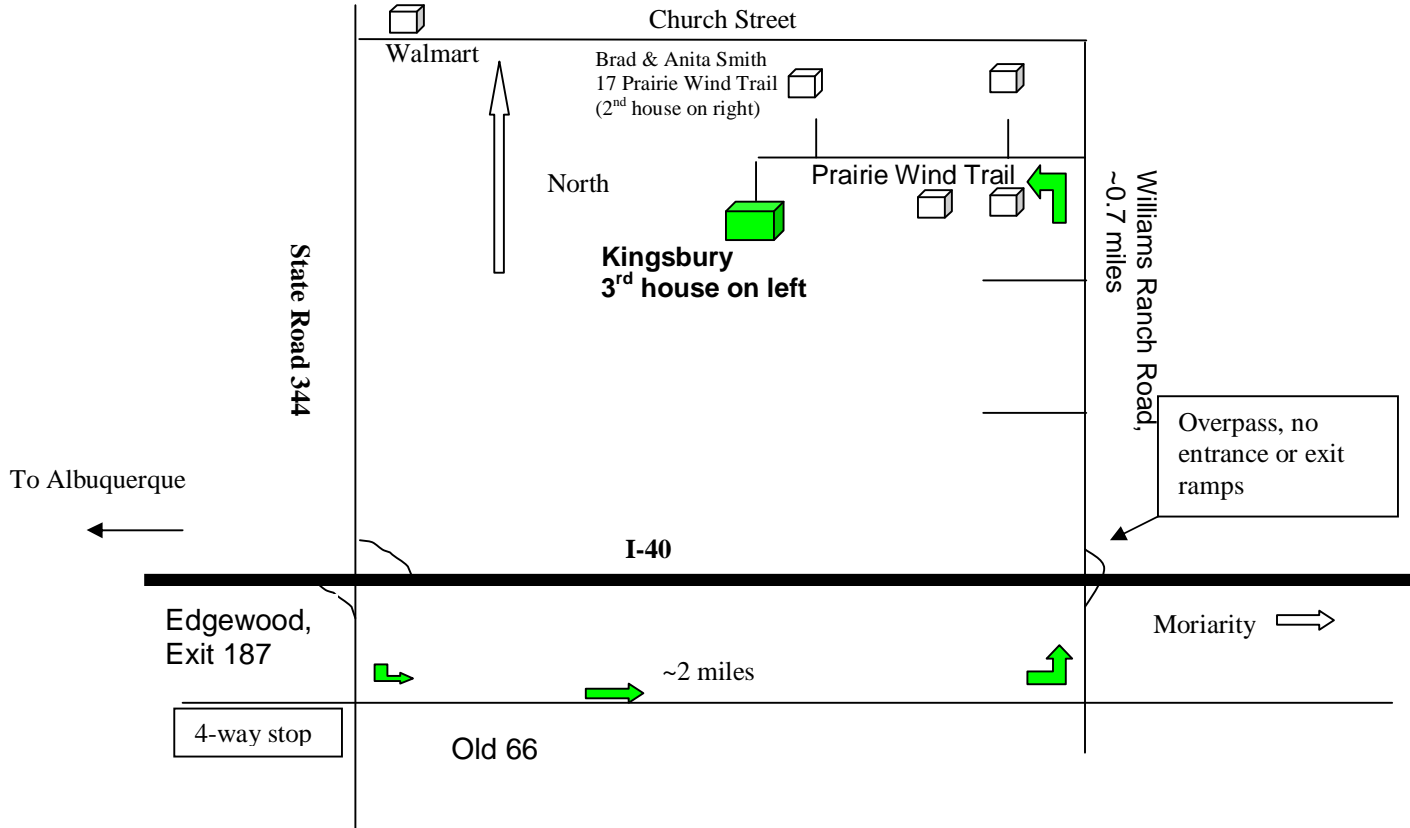 Church Street
Walmart
Brad & Anita Smith
17 Prairie Wind Trail
(2nd house on right)
North
Prairie Wind Trail
Kingsbury
3rd house on left
State Road 344
Williams Ranch Road,
~0.7 miles
Overpass, no
entrance or exit
ramps
To Albuquerque
I-40
Edgewood,
Exit 187
Moriarity
~2 miles
4-way stop
Old 66